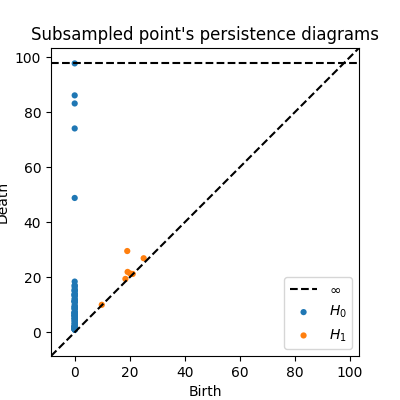 Subsampled point's persistence diagrams
100
80
60
40
20
0
Death
0 20 40 60 80 100
Birth
∞
H₀
H₁